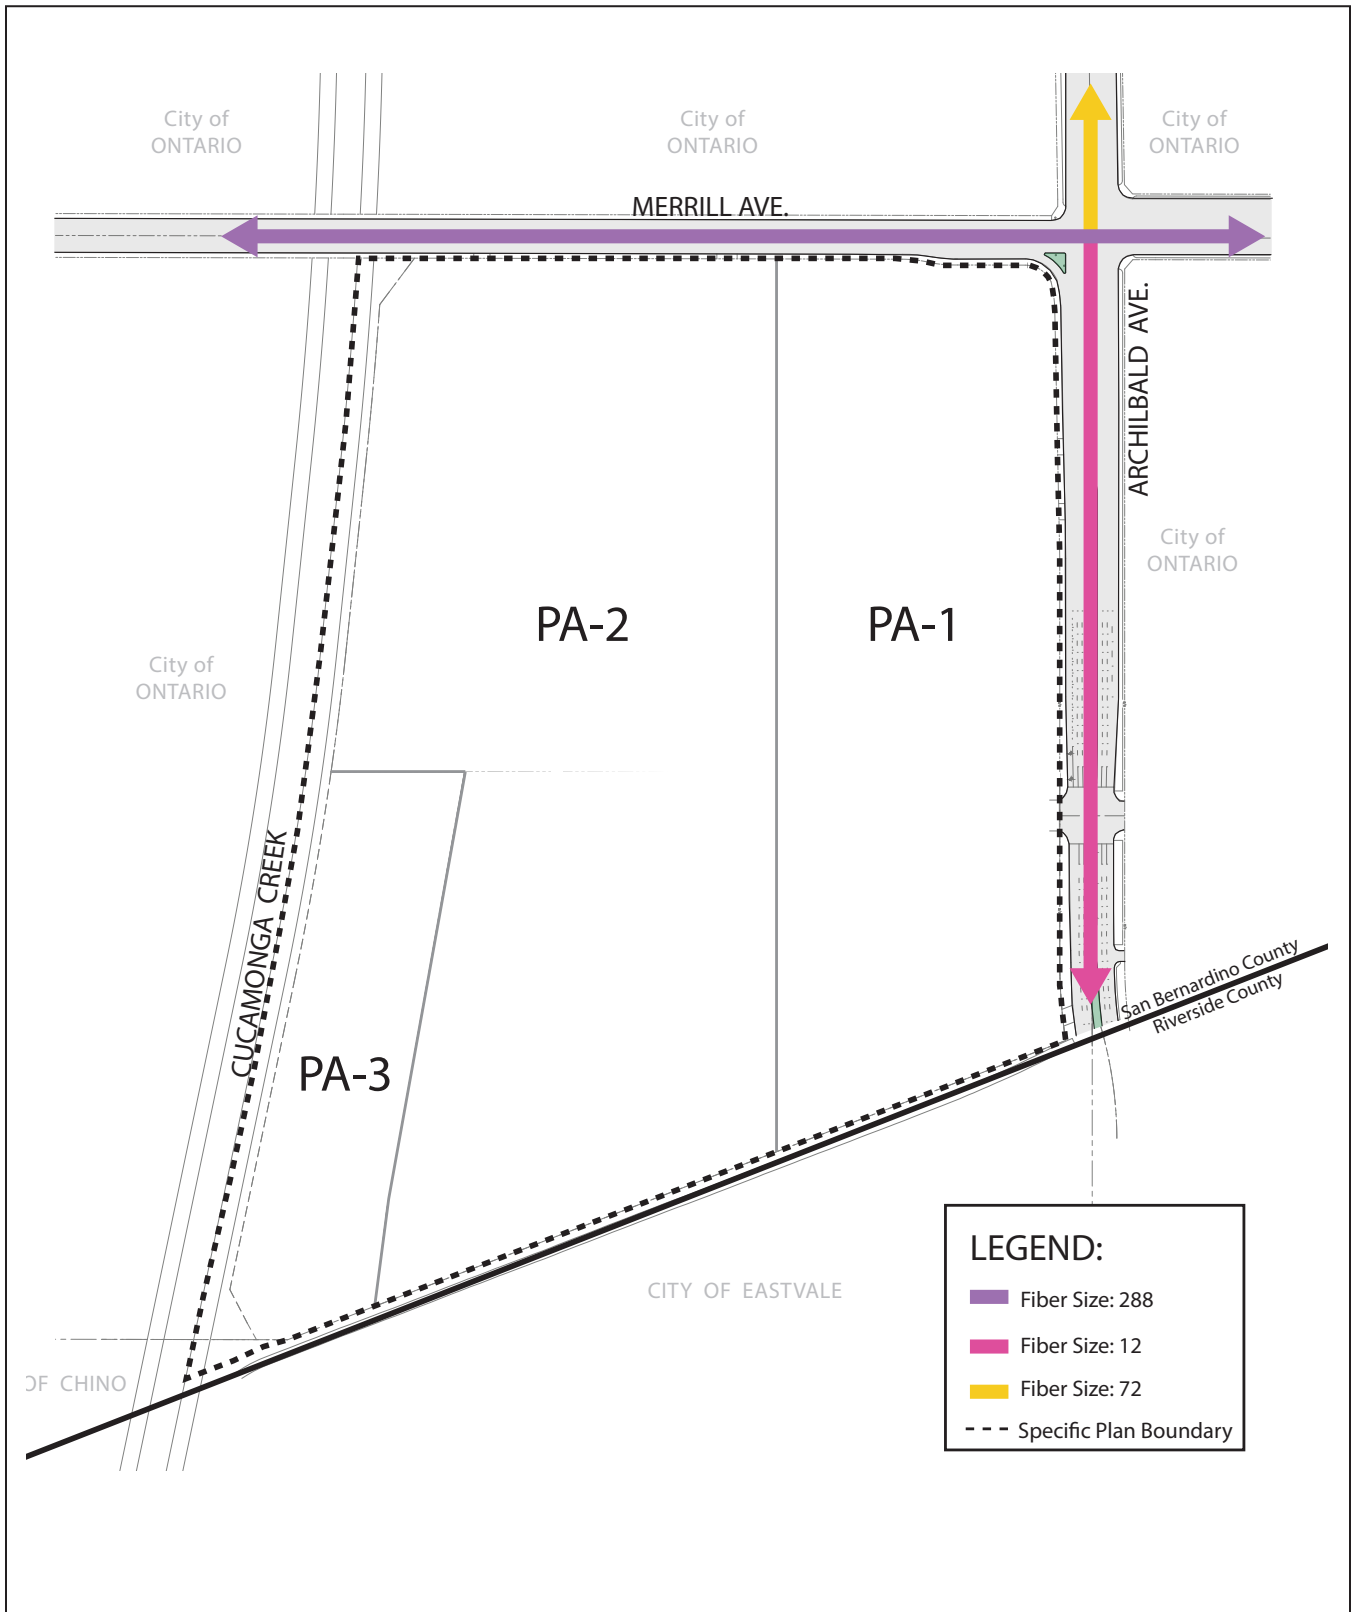 City of
ONTARIO
City of
ONTARIO
City of
ONTARIO
MERRILL AVE.
ARCHILBALD AVE.
City of
ONTARIO
PA-2
PA-1
City of
ONTARIO
CUCAMONGA CREEK
PA-3
San Bernardino County
Riverside County
CITY OF EASTVALE
OF CHINO
LEGEND:
Fiber Size: 288
Fiber Size: 12
Fiber Size: 72
Specific Plan Boundary